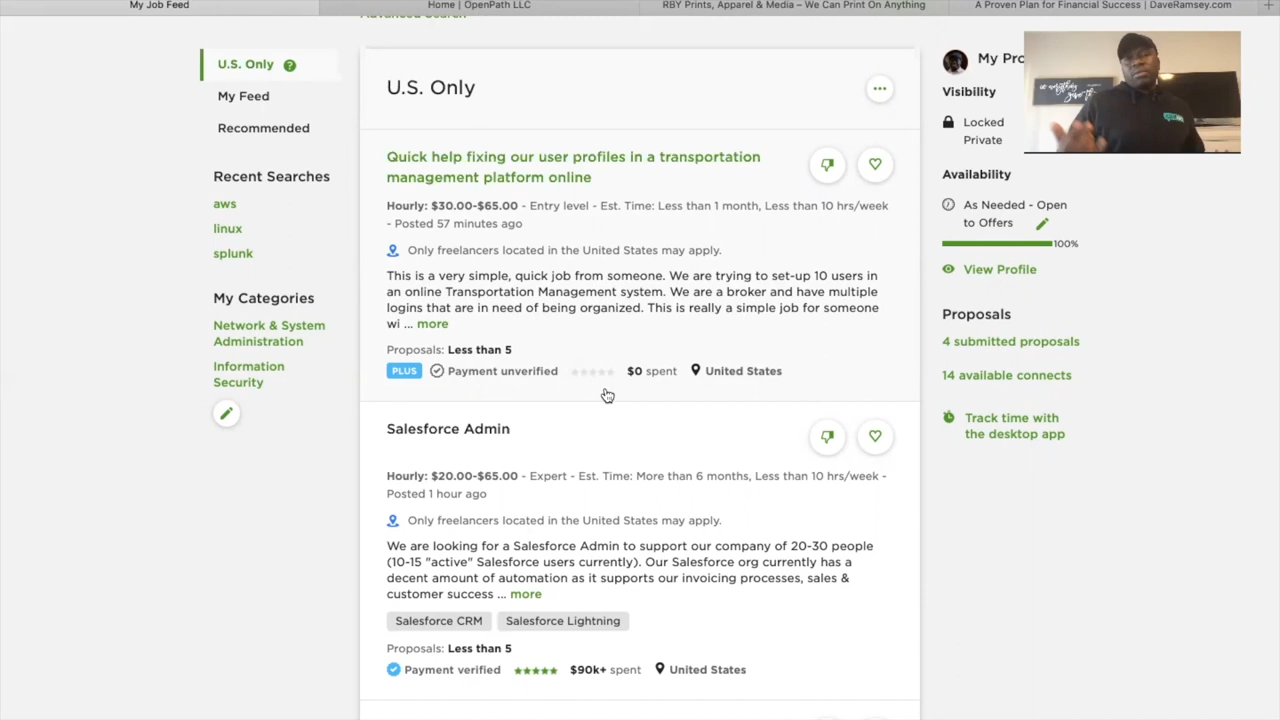 My Job Feed
Home | OpenPath LLC
RBY Prints, Apparel & Media – We Can Print On Anything
A Proven Plan for Financial Success | DaveRamsey.com
Advanced Search
U.S. Only
My Feed
Recommended
Recent Searches
aws
linux
splunk
My Categories
Network & System
Administration
Information
Security
U.S. Only
Quick help fixing our user profiles in a transportation
management platform online
Hourly: $30.00-$65.00 - Entry level - Est. Time: Less than 1 month, Less than 10 hrs/week
- Posted 57 minutes ago
Only freelancers located in the United States may apply.
This is a very simple, quick job from someone. We are trying to set-up 10 users in
an online Transportation Management system. We are a broker and have multiple
logins that are in need of being organized. This is really a simple job for someone
wi ... more
Proposals: Less than 5
PLUS Payment unverified $0 spent United States
Salesforce Admin
Hourly: $20.00-$65.00 - Expert - Est. Time: More than 6 months, Less than 10 hrs/week -
Posted 1 hour ago
Only freelancers located in the United States may apply.
We are looking for a Salesforce Admin to support our company of 20-30 people
(10-15 "active" Salesforce users currently). Our Salesforce org currently has a
decent amount of automation as it supports our invoicing processes, sales &
customer success ... more
Salesforce CRM Salesforce Lightning
Proposals: Less than 5
Payment verified $90k+ spent United States
My Pro
Visibility
Locked
Private
Availability
As Needed - Open
to Offers
100%
View Profile
Proposals
4 submitted proposals
14 available connects
Track time with
the desktop app